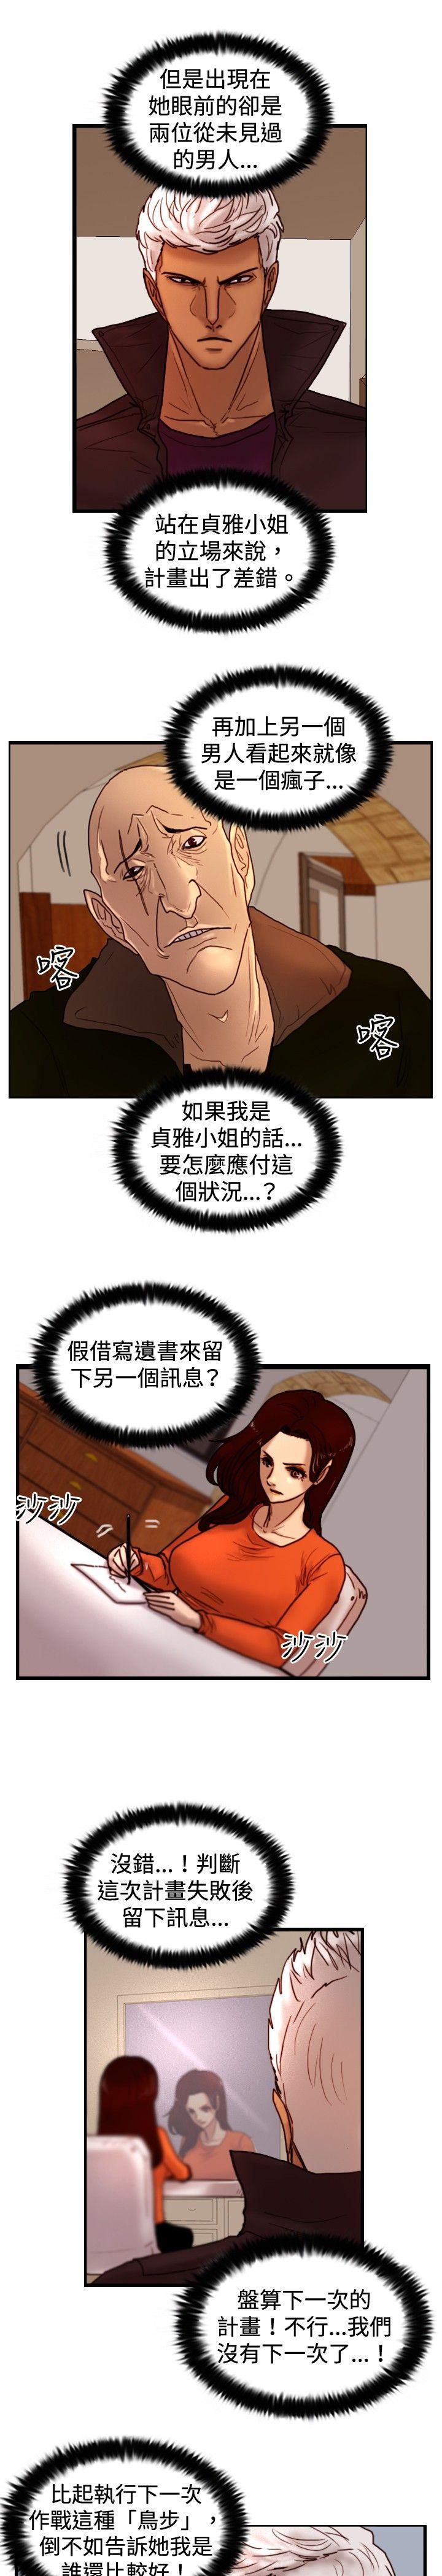 但是出現在
她眼前的卻是
兩位從未見過
的男人...
站在貞雅小姐
的立場來說，
計畫出了差錯。
再加上另一個
男人看起來就像
是一個瘋子...
喀
喀
如果我是
貞雅小姐的話...
要怎麼應付這
個狀況...？
假借寫遺書來留
下另一個訊息？
沙沙
沙沙
沒錯...！判斷
這次計畫失敗後
留下訊息...
盤算下一次的
計畫！不行...我們
沒有下一次了...！
比起執行下一次
作戰這種「鳥步」，
倒不如告訴她我是
誰還比較好！